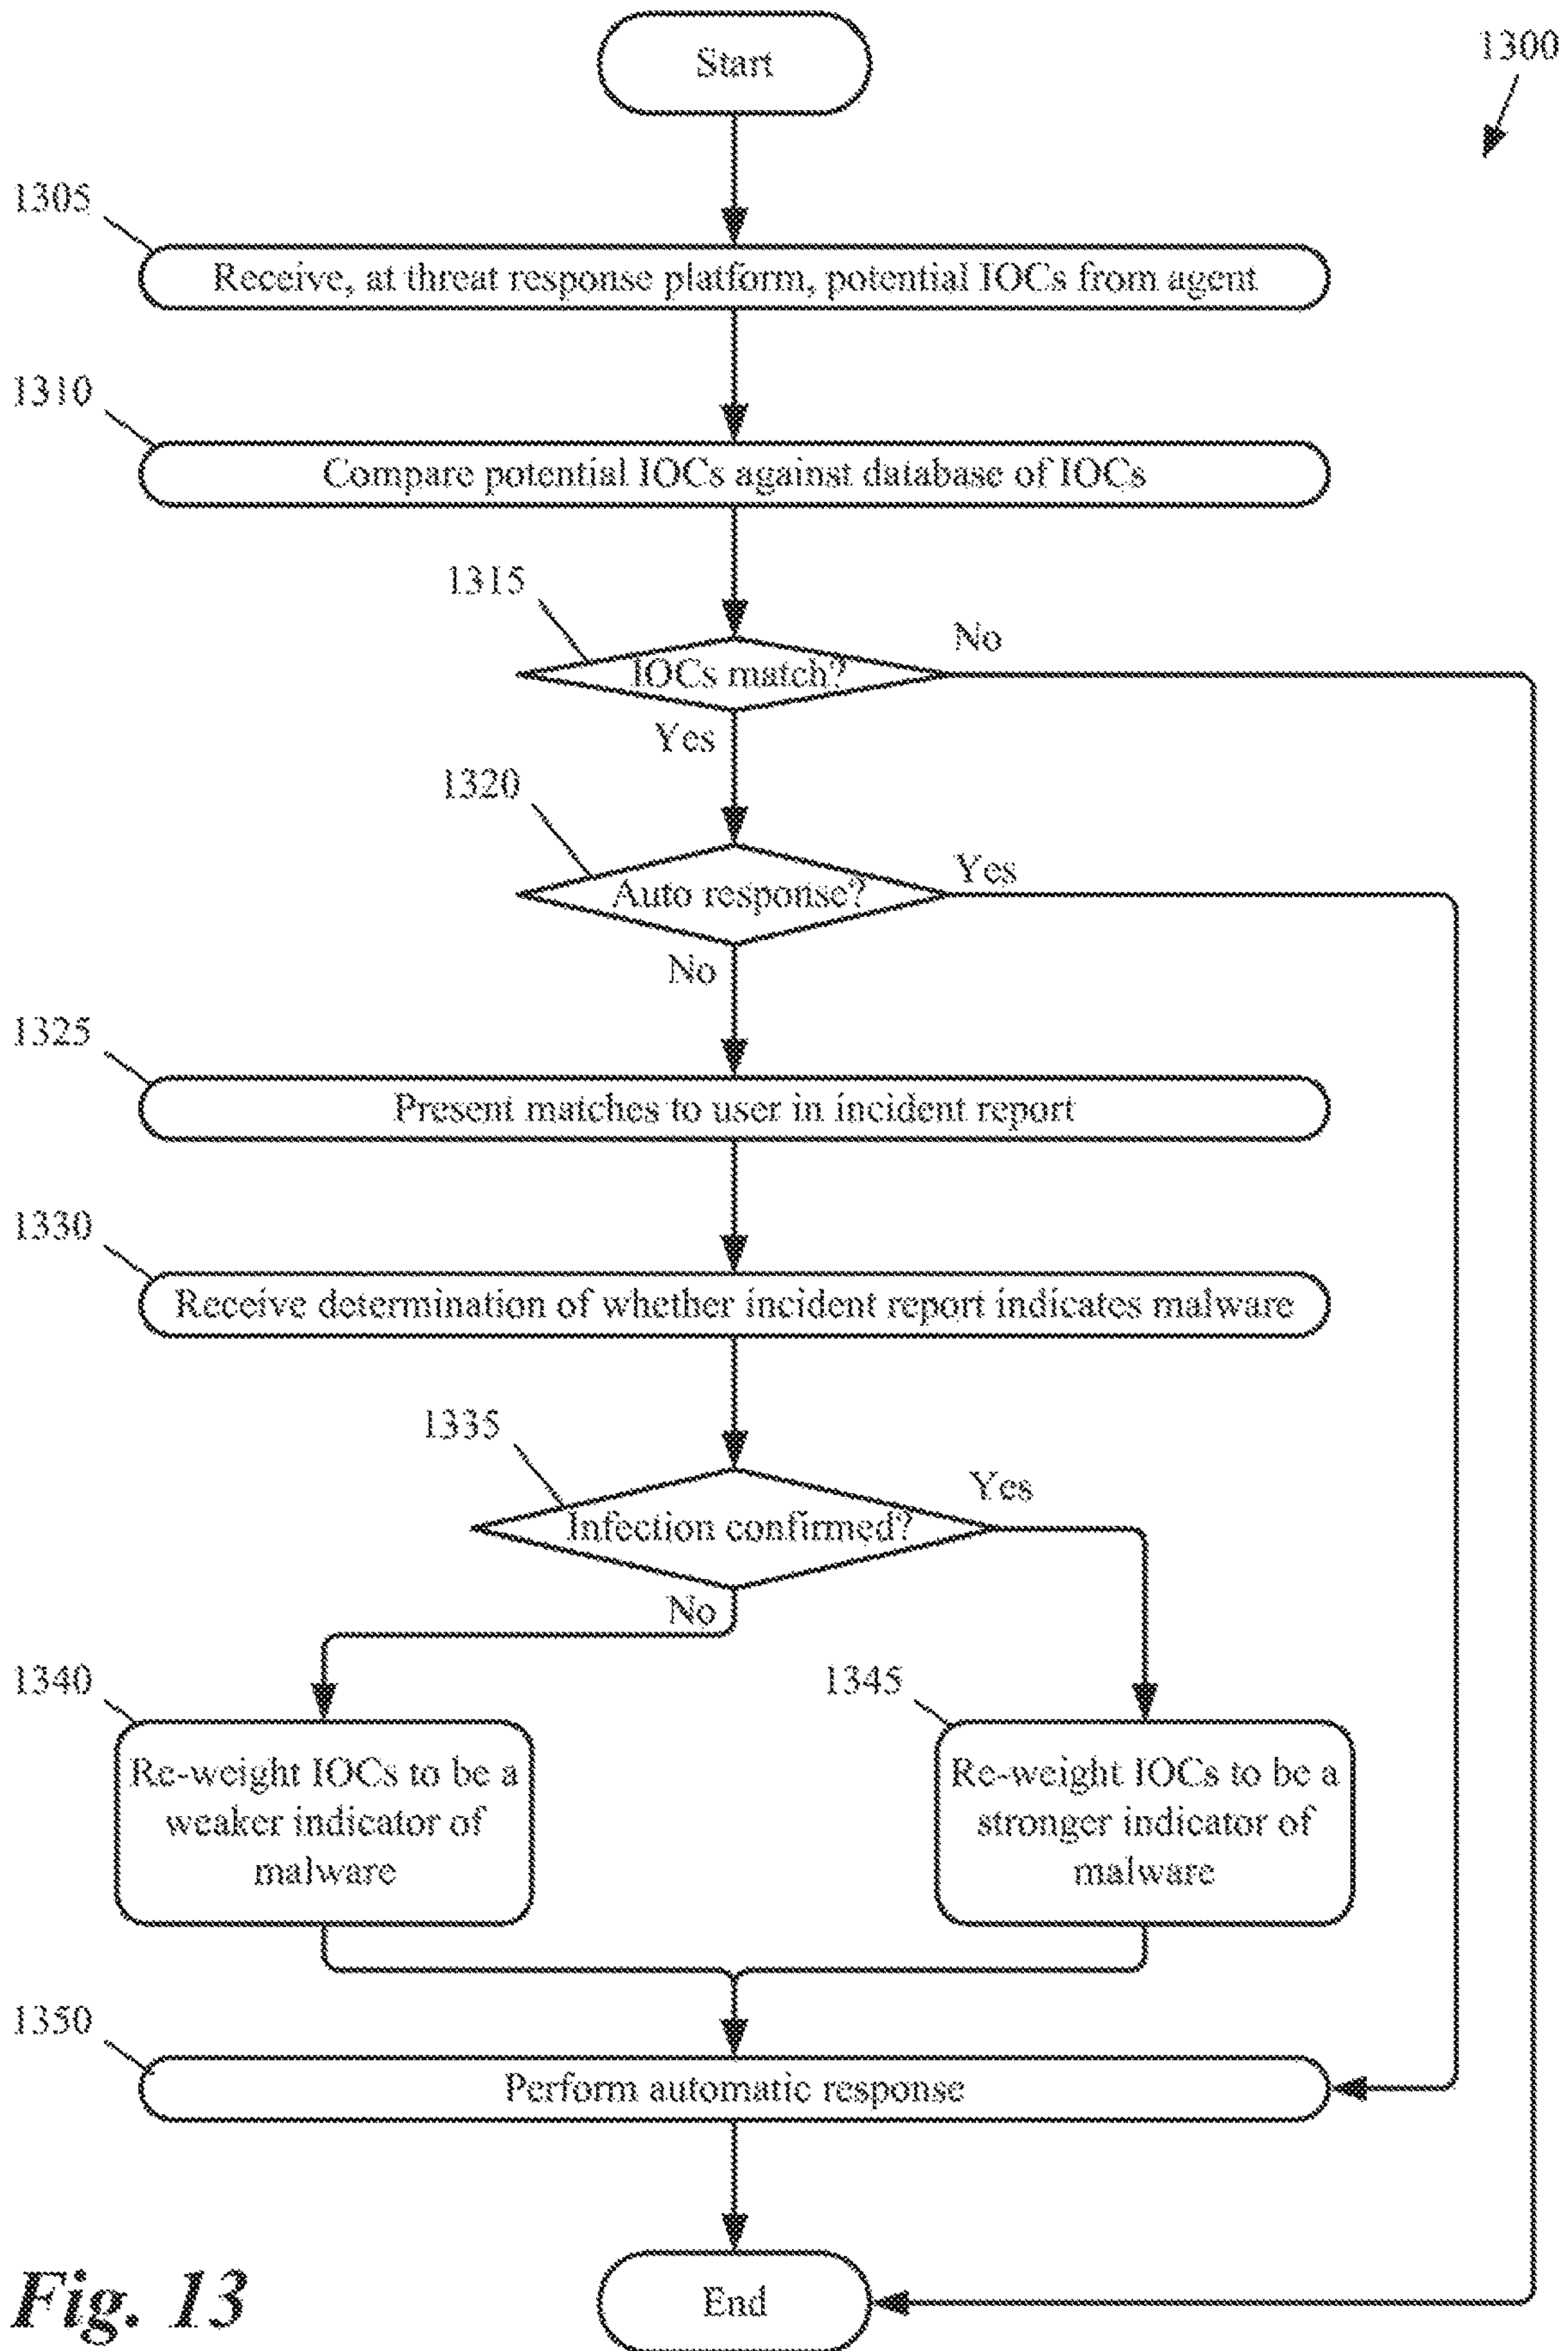 Start
1300
1305
Receive, at threat response platform, potential IOCs from agent
1310
Compare potential IOCs against database of IOCs
1315
No
IOCs match?
Yes
1320
Yes
Auto response?
No
1325
Present matches to user in incident report
1330
Receive determination of whether incident report indicates malware
1335
Yes
Infection confirmed?
No
1340
Re-weight IOCs to be a
weaker indicator of
malware
1345
Re-weight IOCs to be a
stronger indicator of
malware
1350
Perform automatic response
End
Fig. 13